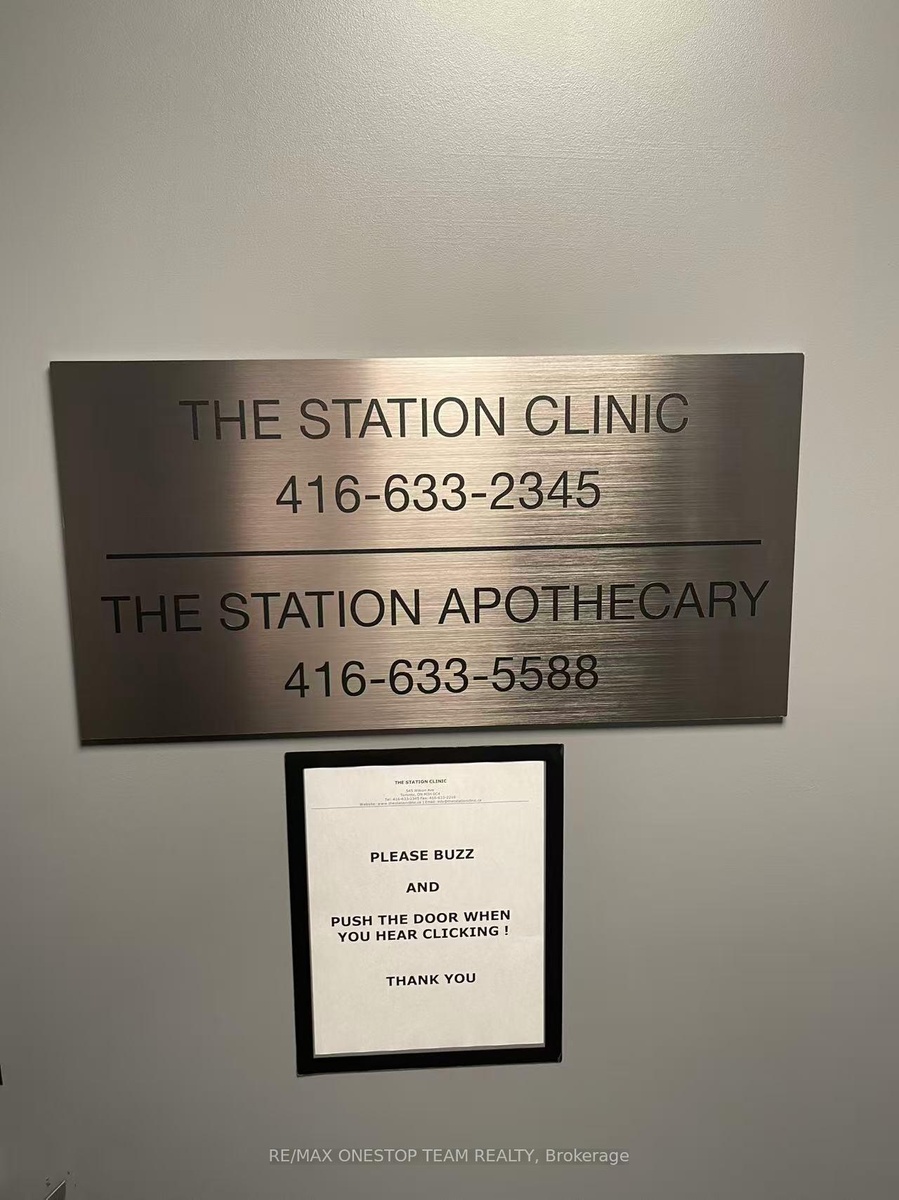 THE STATION CLINIC
416-633-2345
THE STATION APOTHECARY
416-633-5588
THE STATION CLINIC
PLEASE BUZZ
AND
PUSH THE DOOR WHEN
YOU HEAR CLICKING !
THANK YOU
RE/MAX ONESTOP TEAM REALTY, Brokerage